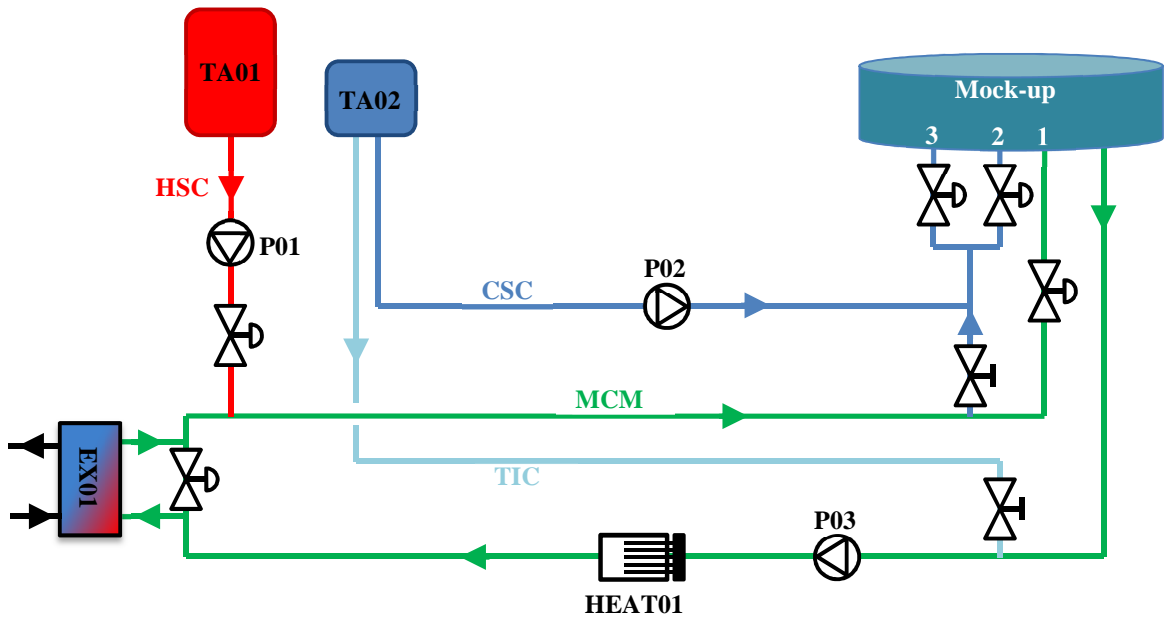 TA01
TA02
Mock-up
3 2 1
HSC
P01
P02
CSC
MCM
EX01
TIC
P03
HEAT01